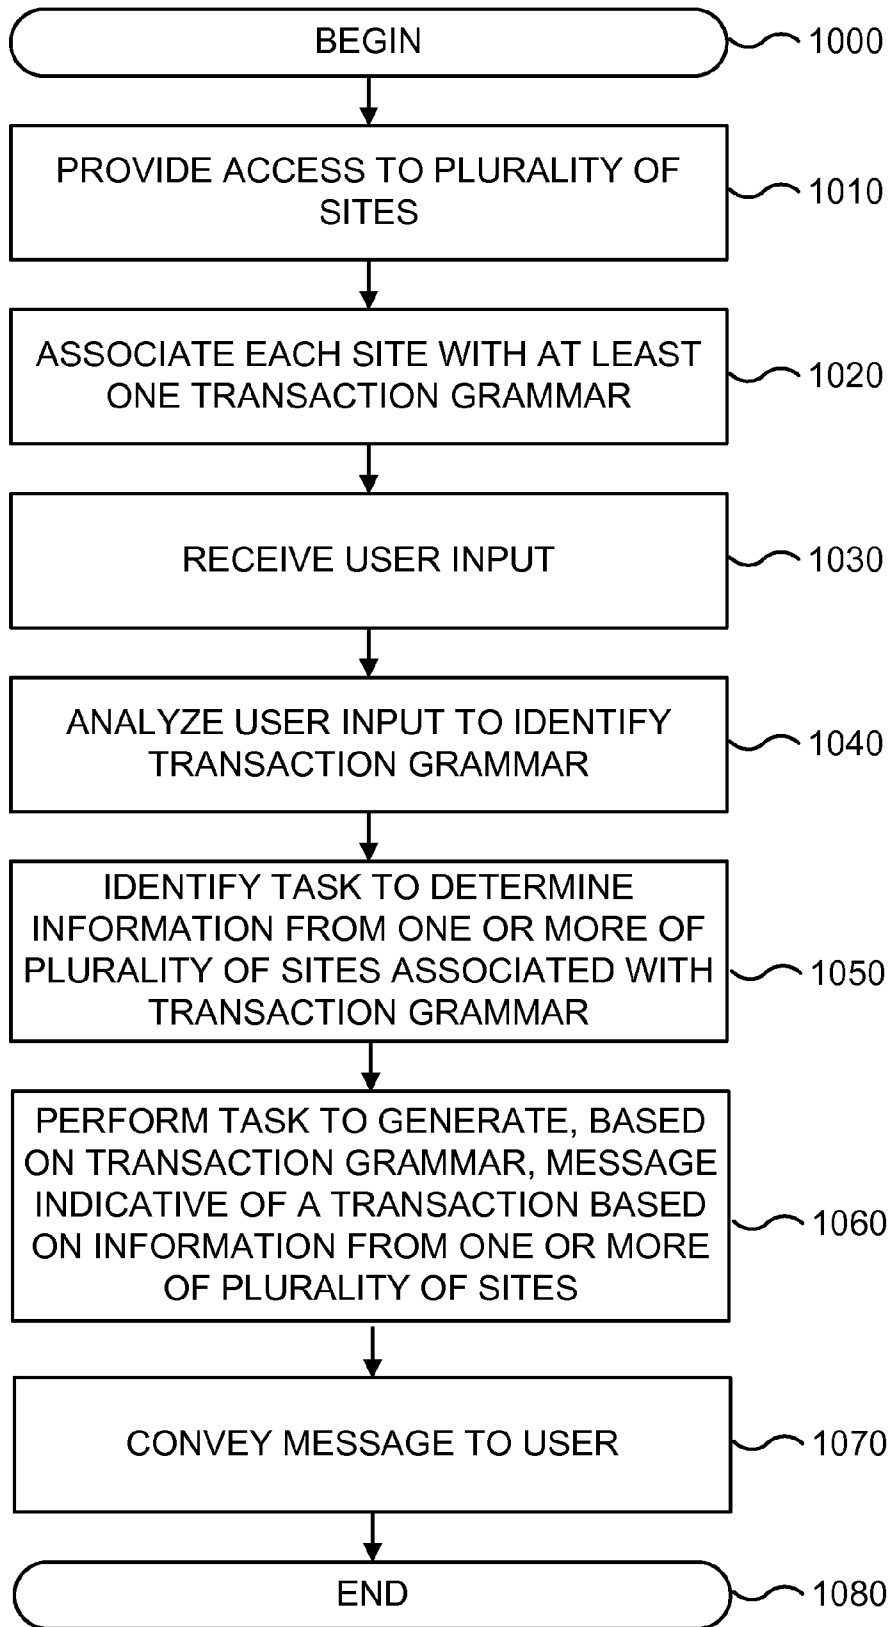 BEGIN
1000
PROVIDE ACCESS TO PLURALITY OF
SITES
1010
ASSOCIATE EACH SITE WITH AT LEAST
ONE TRANSACTION GRAMMAR
1020
RECEIVE USER INPUT
1030
ANALYZE USER INPUT TO IDENTIFY
TRANSACTION GRAMMAR
1040
IDENTIFY TASK TO DETERMINE
INFORMATION FROM ONE OR MORE OF
PLURALITY OF SITES ASSOCIATED WITH
TRANSACTION GRAMMAR
1050
PERFORM TASK TO GENERATE, BASED
ON TRANSACTION GRAMMAR, MESSAGE
INDICATIVE OF A TRANSACTION BASED
ON INFORMATION FROM ONE OR MORE
OF PLURALITY OF SITES
1060
CONVEY MESSAGE TO USER
1070
END
1080